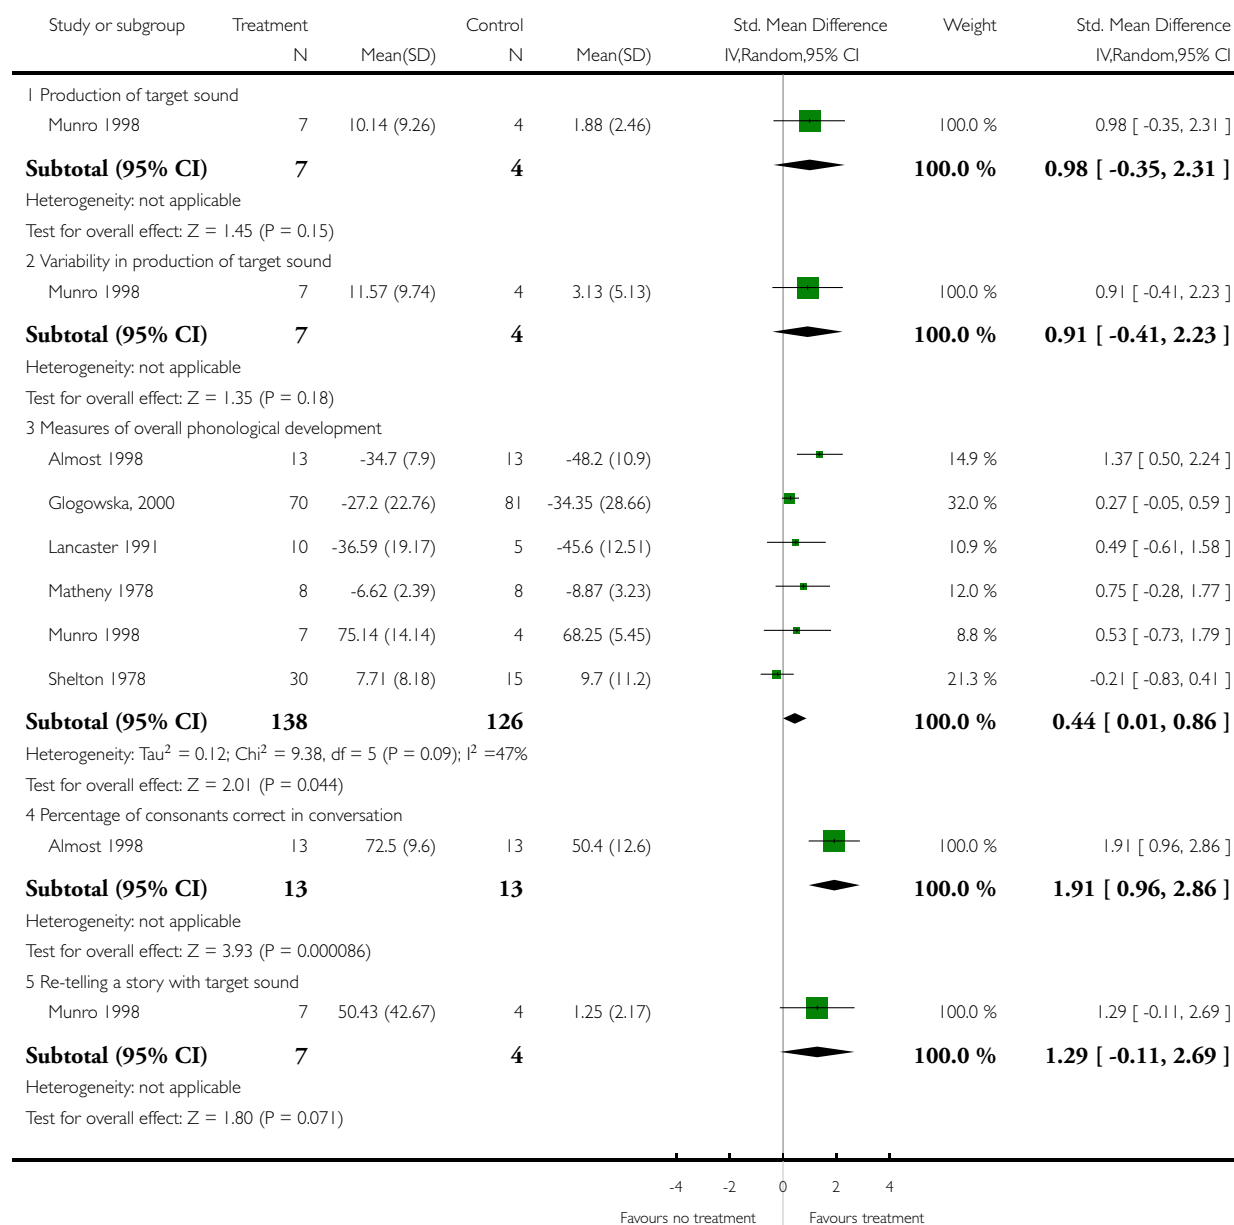 Study or subgroup Treatment Control Std. Mean Difference Weight Std. Mean Difference
N Mean(SD) N Mean(SD) IV,Random,95% CI IV,Random,95% CI
1 Production of target sound
Munro 1998 7 10.14 (9.26) 4 1.88 (2.46) 100.0 % 0.98 [ -0.35, 2.31 ]
Subtotal (95% CI) 7 4 100.0 % 0.98 [ -0.35, 2.31 ]
Heterogeneity: not applicable
Test for overall effect: Z = 1.45 (P = 0.15)
2 Variability in production of target sound
Munro 1998 7 11.57 (9.74) 4 3.13 (5.13) 100.0 % 0.91 [ -0.41, 2.23 ]
Subtotal (95% CI) 7 4 100.0 % 0.91 [ -0.41, 2.23 ]
Heterogeneity: not applicable
Test for overall effect: Z = 1.35 (P = 0.18)
3 Measures of overall phonological development
Almost 1998 13 -34.7 (7.9) 13 -48.2 (10.9) 14.9 % 1.37 [ 0.50, 2.24 ]
Glogowska, 2000 70 -27.2 (22.76) 81 -34.35 (28.66) 32.0 % 0.27 [ -0.05, 0.59 ]
Lancaster 1991 10 -36.59 (19.17) 5 -45.6 (12.51) 10.9 % 0.49 [ -0.61, 1.58 ]
Matheny 1978 8 -6.62 (2.39) 8 -8.87 (3.23) 12.0 % 0.75 [ -0.28, 1.77 ]
Munro 1998 7 75.14 (14.14) 4 68.25 (5.45) 8.8 % 0.53 [ -0.73, 1.79 ]
Shelton 1978 30 7.71 (8.18) 15 9.7 (11.2) 21.3 % -0.21 [ -0.83, 0.41 ]
Subtotal (95% CI) 138 126 100.0 % 0.44 [ 0.01, 0.86 ]
Heterogeneity: Tau² = 0.12; Chi² = 9.38, df = 5 (P = 0.09); I² =47%
Test for overall effect: Z = 2.01 (P = 0.044)
4 Percentage of consonants correct in conversation
Almost 1998 13 72.5 (9.6) 13 50.4 (12.6) 100.0 % 1.91 [ 0.96, 2.86 ]
Subtotal (95% CI) 13 13 100.0 % 1.91 [ 0.96, 2.86 ]
Heterogeneity: not applicable
Test for overall effect: Z = 3.93 (P = 0.000086)
5 Re-telling a story with target sound
Munro 1998 7 50.43 (42.67) 4 1.25 (2.17) 100.0 % 1.29 [ -0.11, 2.69 ]
Subtotal (95% CI) 7 4 100.0 % 1.29 [ -0.11, 2.69 ]
Heterogeneity: not applicable
Test for overall effect: Z = 1.80 (P = 0.071)
-4 -2 0 2 4
Favours no treatment Favours treatment